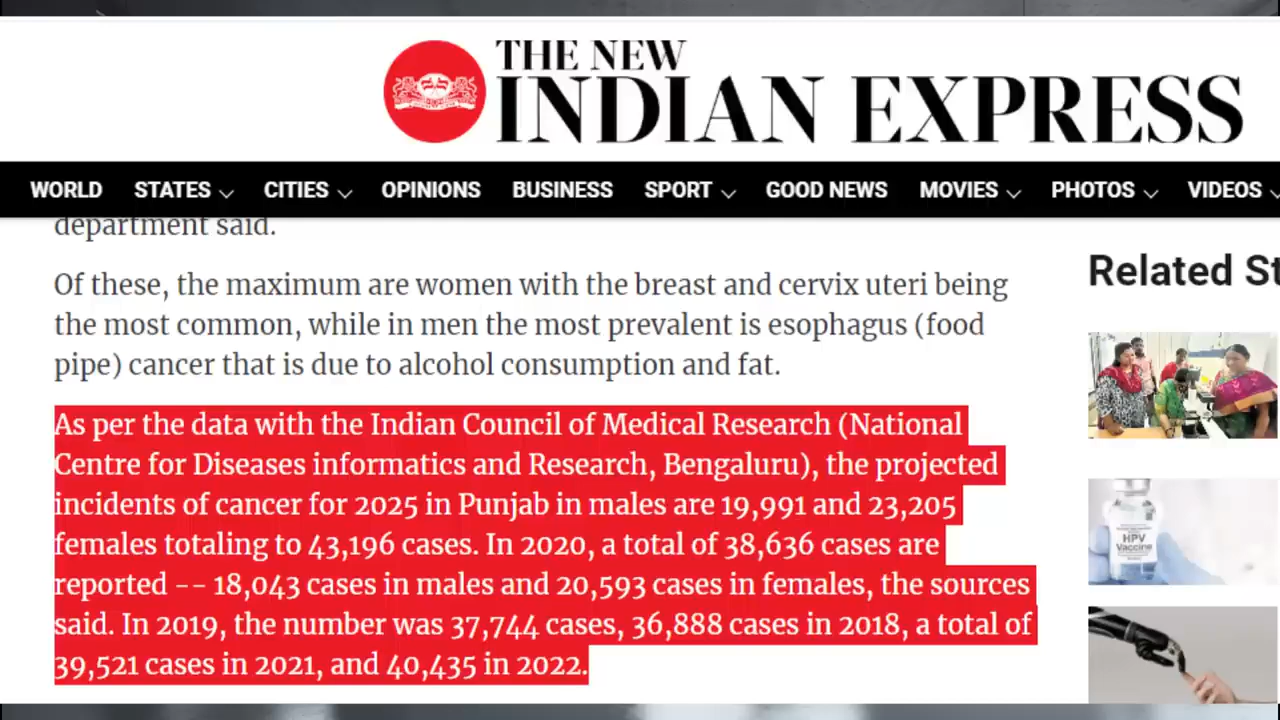 THE NEW
INDIAN EXPRESS
WORLD STATES CITIES OPINIONS BUSINESS SPORT GOOD NEWS MOVIES PHOTOS VIDEOS
department said.
Of these, the maximum are women with the breast and cervix uteri being
the most common, while in men the most prevalent is esophagus (food
pipe) cancer that is due to alcohol consumption and fat.
As per the data with the Indian Council of Medical Research (National
Centre for Diseases informatics and Research, Bengaluru), the projected
incidents of cancer for 2025 in Punjab in males are 19,991 and 23,205
females totaling to 43,196 cases. In 2020, a total of 38,636 cases are
reported -- 18,043 cases in males and 20,593 cases in females, the sources
said. In 2019, the number was 37,744 cases, 36,888 cases in 2018, a total of
39,521 cases in 2021, and 40,435 in 2022.
Related St
HPV
Vaccine